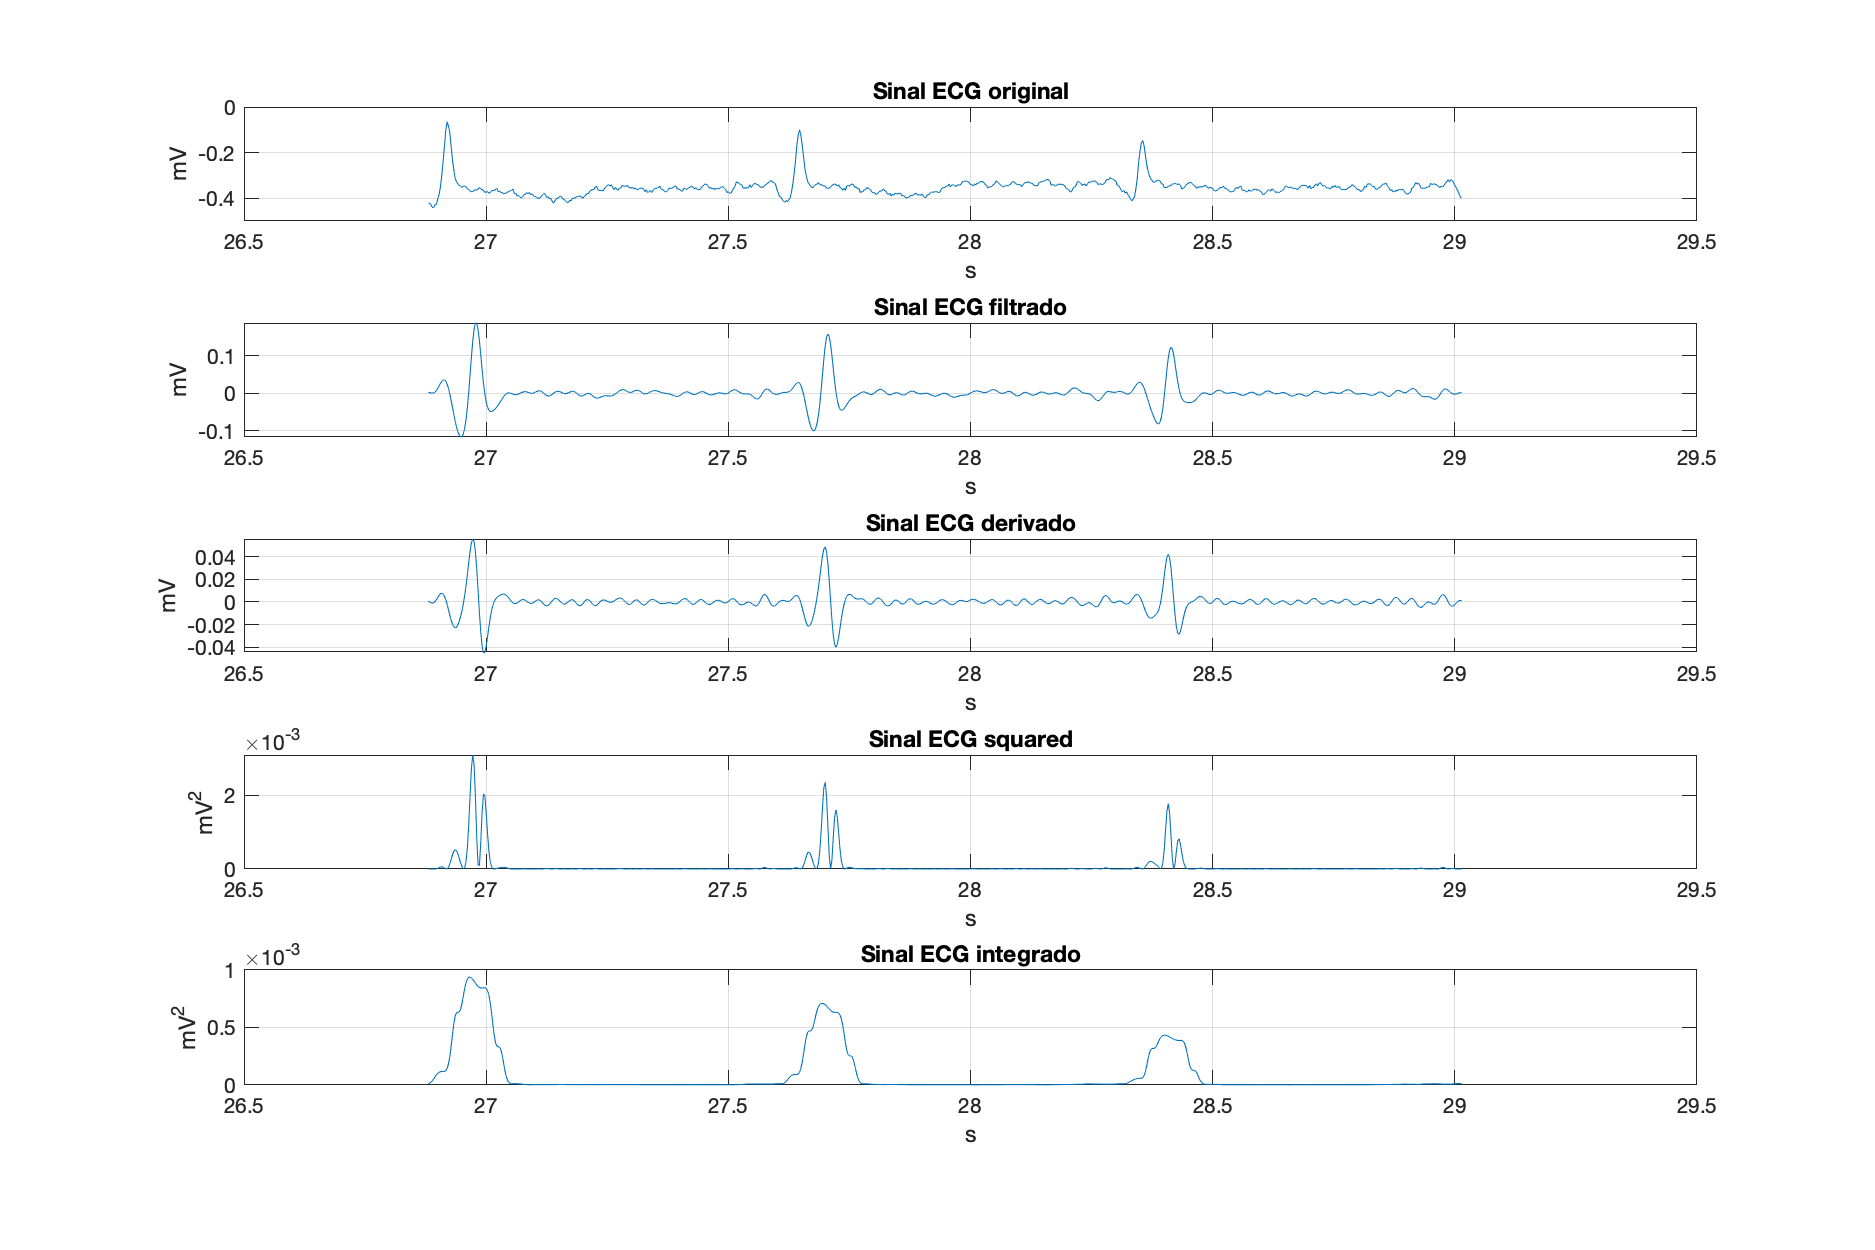 Sinal ECG original
0
-0.2
-0.4
mV
26.5 27 27.5 28 28.5 29 29.5
s
Sinal ECG filtrado
0.1
0
-0.1
mV
26.5 27 27.5 28 28.5 29 29.5
s
Sinal ECG derivado
0.04
0.02
0
-0.02
-0.04
mV
26.5 27 27.5 28 28.5 29 29.5
s
Sinal ECG squared
×10⁻³
2
0
mV²
26.5 27 27.5 28 28.5 29 29.5
s
Sinal ECG integrado
×10⁻³
1
0.5
0
mV²
26.5 27 27.5 28 28.5 29 29.5
s